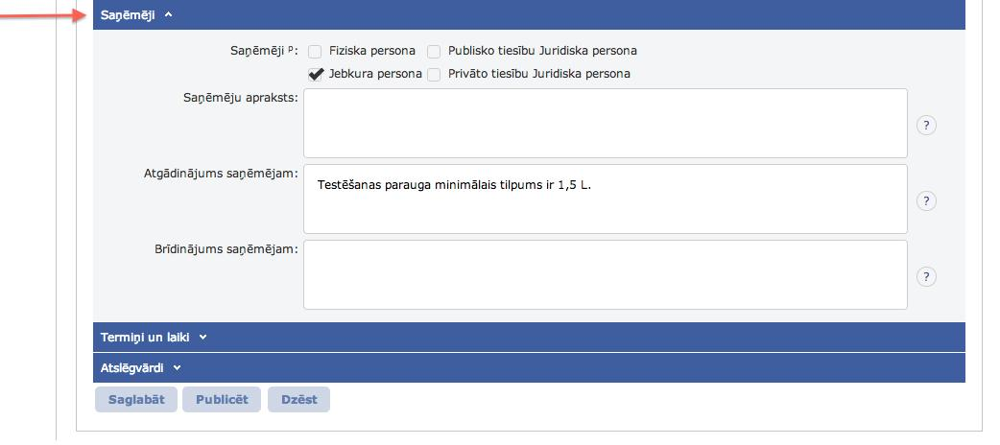 Saņēmēji
Saņēmēji P: Fiziska persona Publisko tiesību Juridiska persona
Jebkura persona Privāto tiesību Juridiska persona
Saņēmēju apraksts:
?
Atgādinājums saņēmējam: Testēšanas parauga minimālais tilpums ir 1,5 L.
?
Brīdinājums saņēmējam:
?
Termiņi un laiki
Atslēgvārdi
Saglabāt Publicēt Dzēst